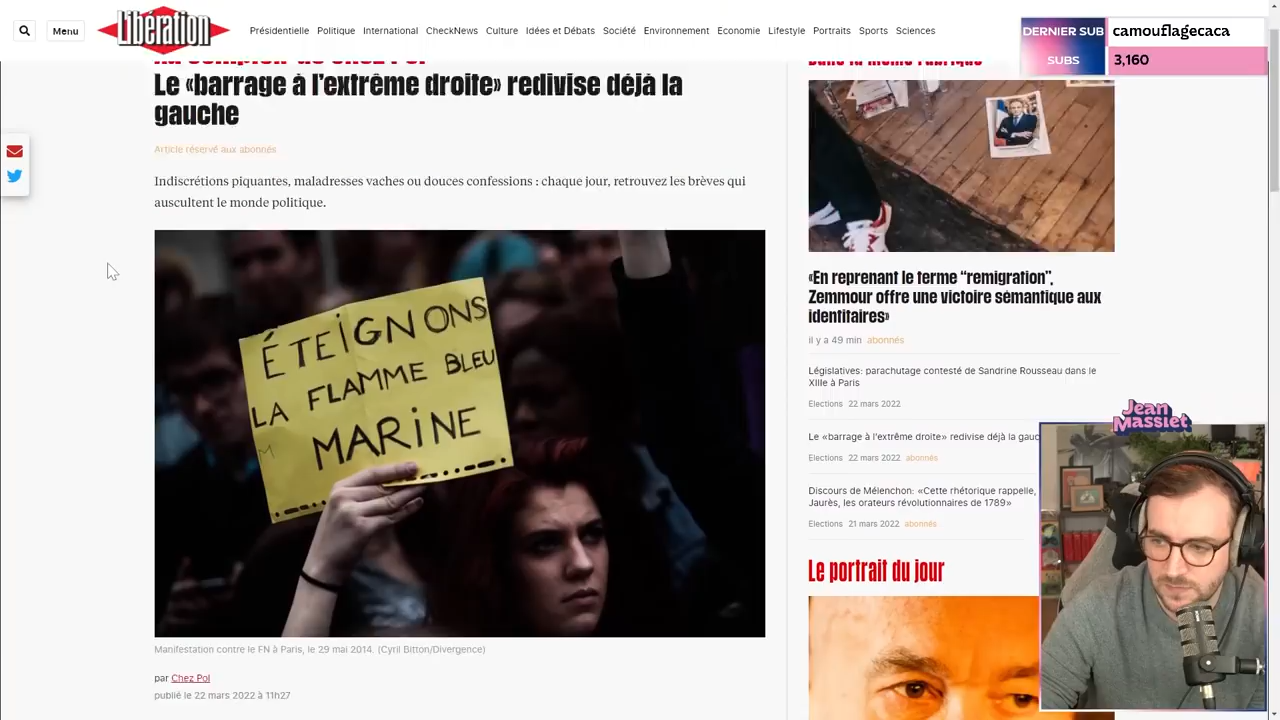 Menu
Libération
Présidentielle Politique International CheckNews Culture Idées et Débats Société Environnement Economie Lifestyle Portraits Sports Sciences
DERNIER SUB
camouflagecaca
SUBS
3,160
Le «barrage à l'extrême droite» redivise déjà la
gauche
Article réservé aux abonnés
Indiscrétions piquantes, maladresses vaches ou douces confessions : chaque jour, retrouvez les brèves qui
auscultent le monde politique.
ÉTEIGNONS
LA FLAMME BLEU
MARINE
Manifestation contre le FN à Paris, le 29 mai 2014. (Cyril Bitton/Divergence)
par Chez Pol
publié le 22 mars 2022 à 11h27
«En reprenant le terme “remigration”,
Zemmour offre une victoire sémantique aux
identitaires»
il y a 49 min abonnés
Législatives: parachutage contesté de Sandrine Rousseau dans le
XIIIe à Paris
Elections 22 mars 2022
Le «barrage à l'extrême droite» redivise déjà la gauc
Elections 22 mars 2022 abonnés
Discours de Mélenchon: «Cette rhétorique rappelle,
Jaurès, les orateurs révolutionnaires de 1789»
Elections 21 mars 2022 abonnés
Le portrait du jour
Jean
Massiet